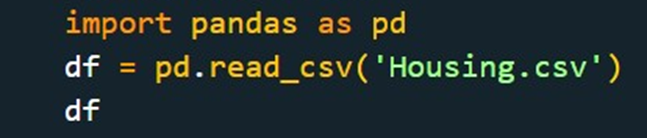 import pandas as pd
df = pd.read_csv('Housing.csv')
df